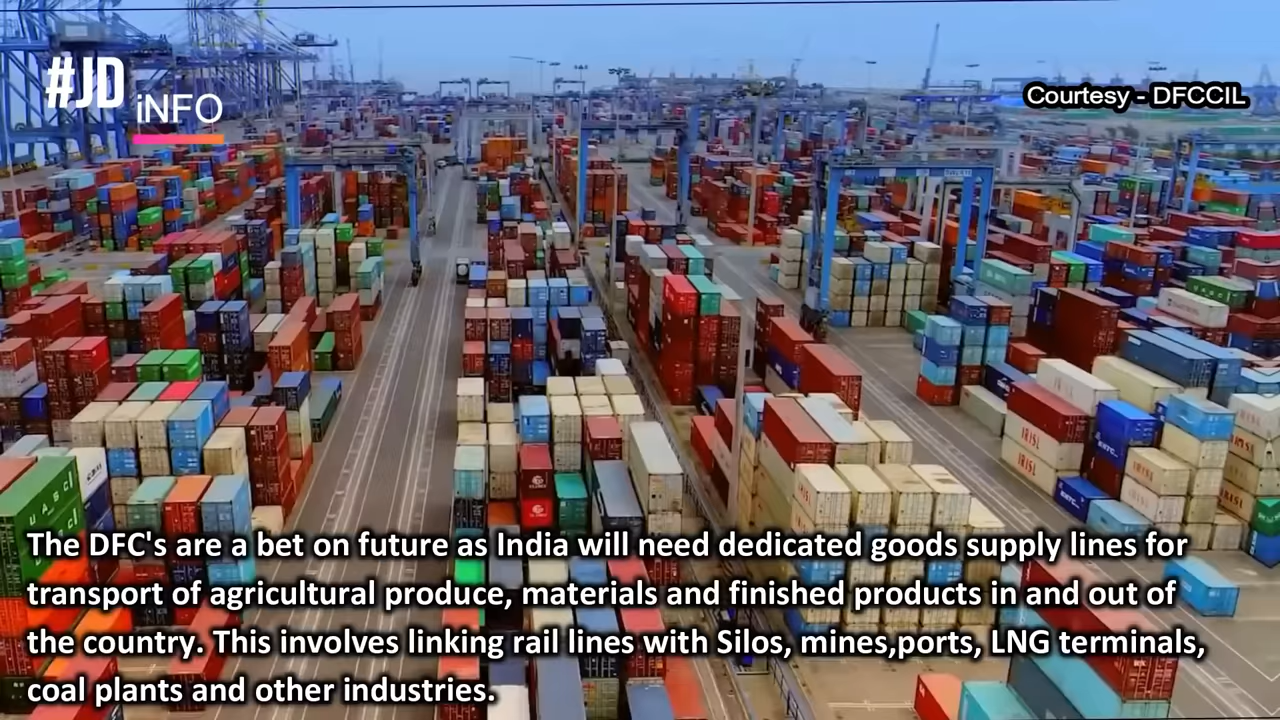 #JD
iNFO
Courtesy - DFCCIL
The DFC's are a bet on future as India will need dedicated goods supply lines for
transport of agricultural produce, materials and finished products in and out of
the country. This involves linking rail lines with Silos, mines,ports, LNG terminals,
coal plants and other industries.
IRISL
IRISL